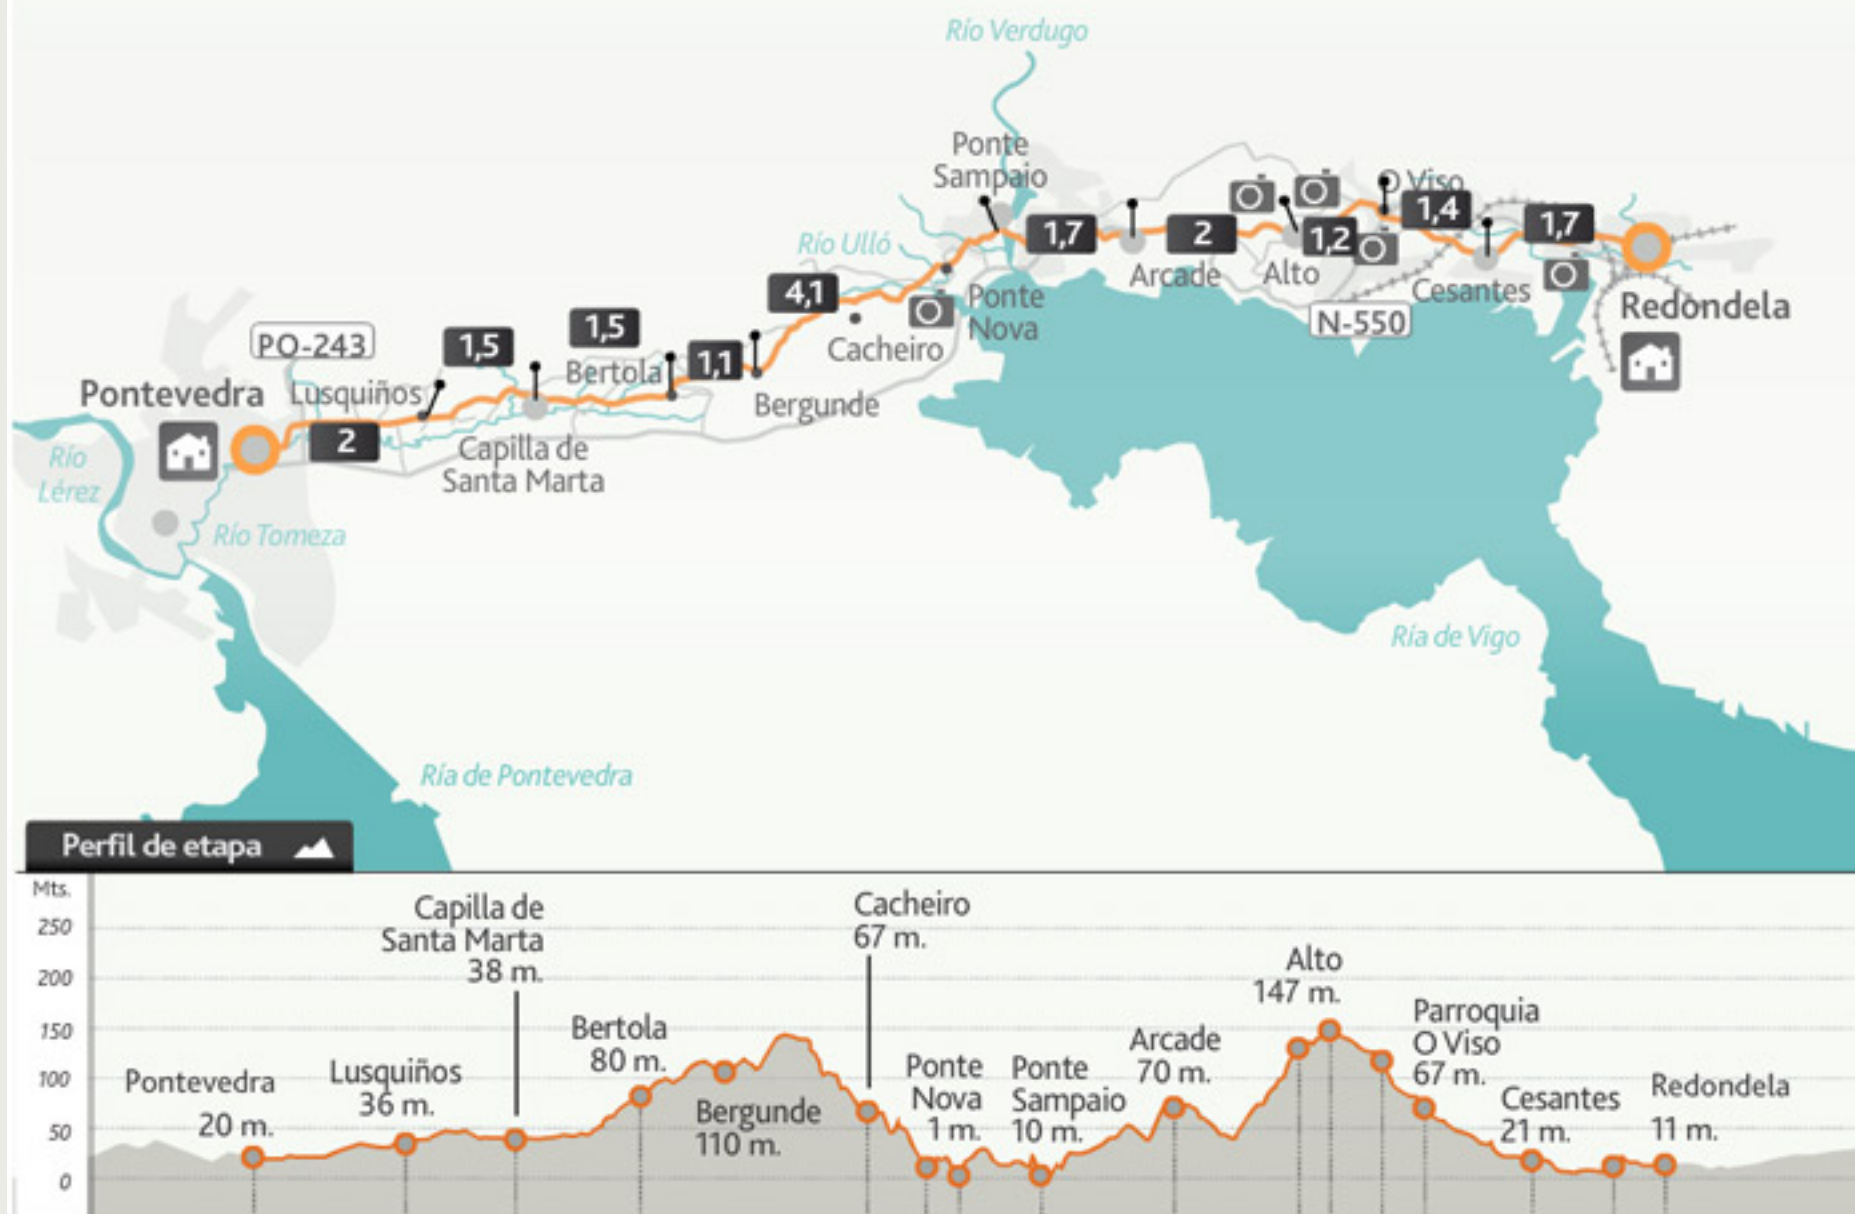 Río Verdugo
Ponte
Sampaio
O Viso
1,4
1,7
1,7
2
1,2
Río Ulló
Arcade
Alto
Cesantes
4,1
Ponte
Nova
N-550
Redondela
1,5
1,5
PO-243
Cacheiro
1,1
Bertola
Pontevedra
Lusquiños
Bergunde
2
Capilla de
Santa Marta
Río
Lérez
Río Tomeza
Ría de Vigo
Ría de Pontevedra
Perfil de etapa
Mts.
250
200
150
100
50
0
Pontevedra
20 m.
Lusquiños
36 m.
Capilla de
Santa Marta
38 m.
Bertola
80 m.
Bergunde
110 m.
Cacheiro
67 m.
Ponte
Nova
1 m.
Ponte
Sampaio
10 m.
Arcade
70 m.
Alto
147 m.
Parroquia
O Viso
67 m.
Cesantes
21 m.
Redondela
11 m.